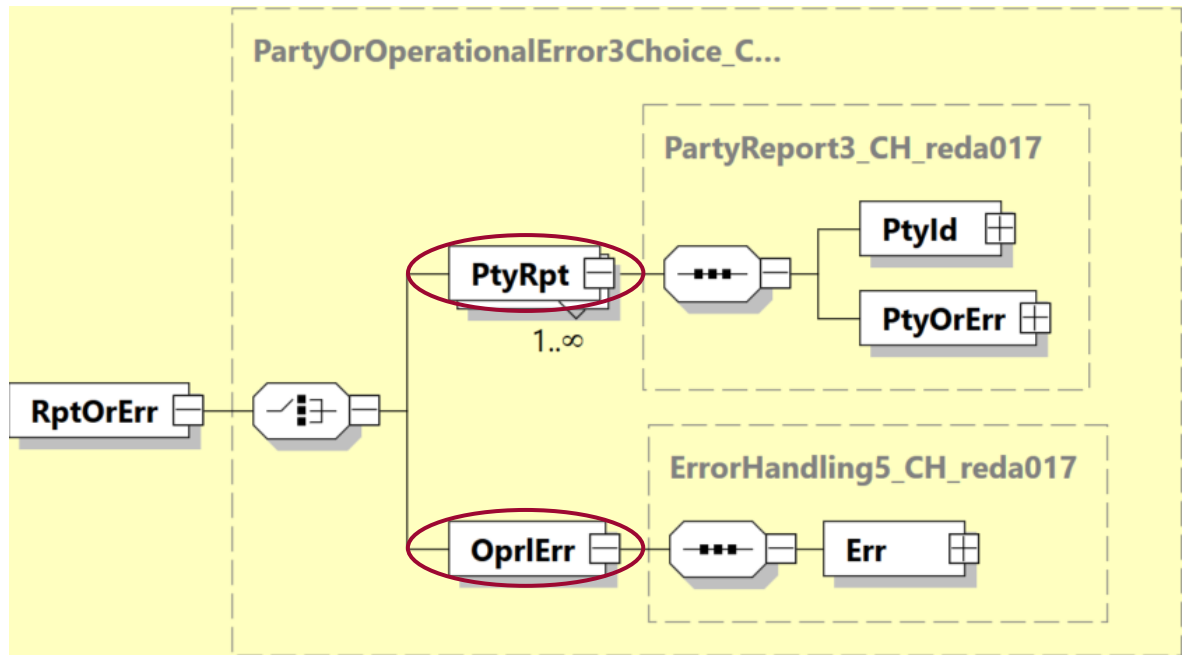 PartyOrOperationalError3Choice_C...
PartyReport3_CH_reda017
PtyId
PtyRpt
PtyOrErr
1..∞
RptOrErr
ErrorHandling5_CH_reda017
OprlErr
Err